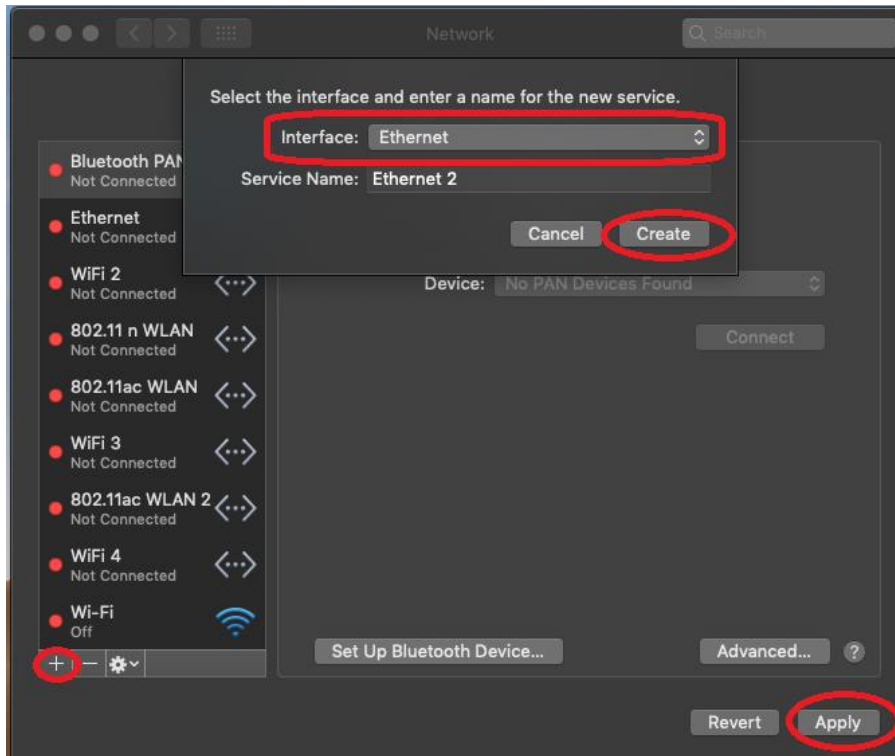 Network
Search
Select the interface and enter a name for the new service.
Interface: Ethernet
Service Name: Ethernet 2
Cancel Create
Bluetooth PAN
Not Connected
Ethernet
Not Connected
WiFi 2
Not Connected
802.11 n WLAN
Not Connected
802.11ac WLAN
Not Connected
WiFi 3
Not Connected
802.11ac WLAN 2
Not Connected
WiFi 4
Not Connected
Wi-Fi
Off
Device: No PAN Devices Found
Connect
Set Up Bluetooth Device... Advanced... ?
Revert Apply